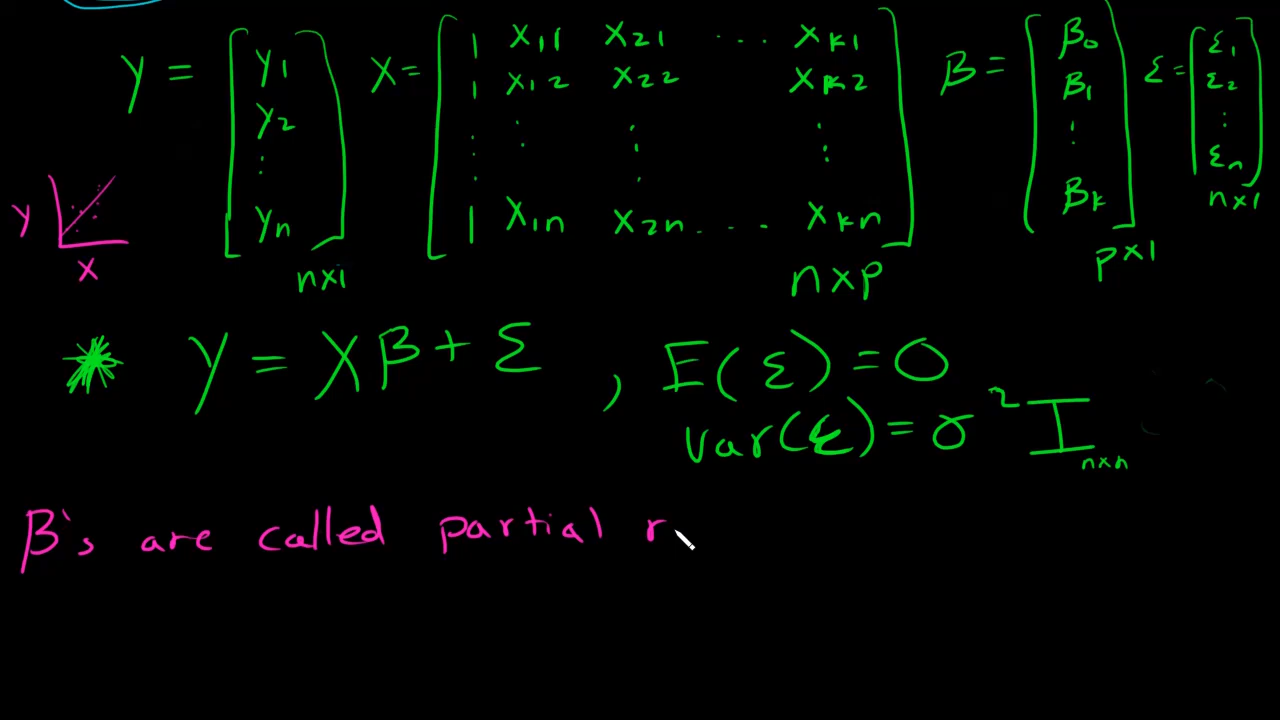 Y = [ y1 X = [ 1 x11 x21 ... xk1 β = [ β0 ε = [ ε1
y2 1 x12 x22 xk2 β1 ε2
⋮ ⋮ ⋮ ⋮ ⋮ ⋮ ⋮
yn ] 1 x1n x2n ... xkn ] βk ] εn ]
n×1 n×p p×1 n×1
y
x
* Y = Xβ + ε , E(ε) = 0
var(ε) = σ² I n×n
β's are called partial r